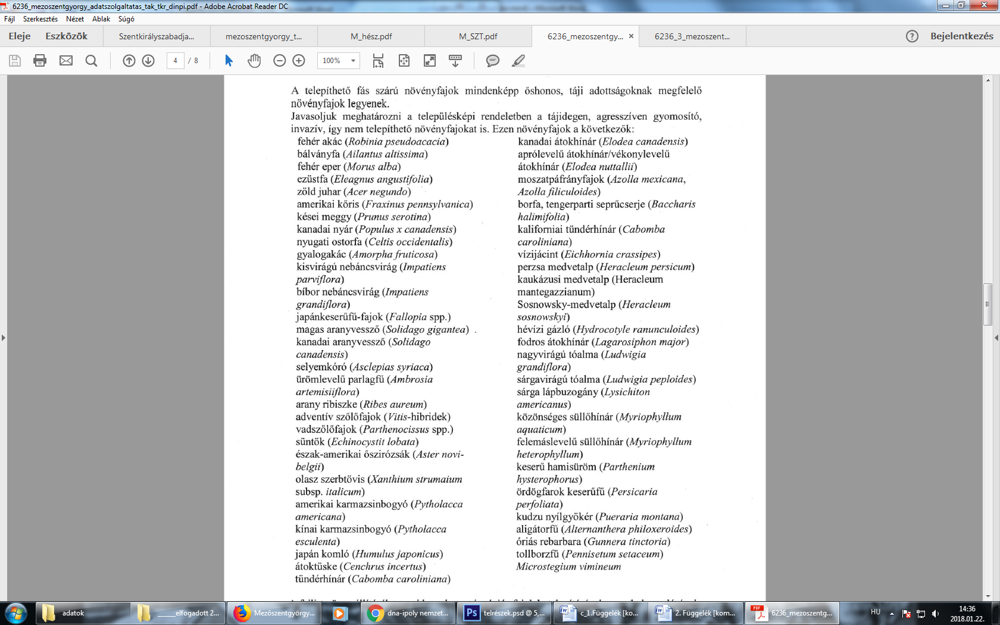 6236_mezoszentgyorgy_adatszolgaltatas_tak_tkr_dinpi.pdf - Adobe Acrobat Reader DC
Fájl Szerkesztés Nézet Ablak Súgó
Eleje Eszközök Szentkirályszabadja... mezoszentgyorgy_t... M_hész.pdf M_SZT.pdf 6236_mezoszentgy... 6236_3_mezoszent... Bejelentkezés
4 / 8 100%
A telepíthető fás szárú növényfajok mindenképp őshonos, táji adottságoknak megfelelő
növényfajok legyenek.
Javasoljuk meghatározni a településképi rendeletben a tájidegen, agresszíven gyomosító,
invazív, így nem telepíthető növényfajokat is. Ezen növényfajok a következők:
fehér akác (Robinia pseudoacacia)
bálványfa (Ailantus altissima)
fehér eper (Morus alba)
ezüstfa (Eleagnus angustifolia)
zöld juhar (Acer negundo)
amerikai kőris (Fraxinus pennsylvanica)
kései meggy (Prunus serotina)
kanadai nyár (Populus x canadensis)
nyugati ostorfa (Celtis occidentalis)
gyalogakác (Amorpha fruticosa)
kisvirágú nebáncsvirág (Impatiens
parviflora)
bíbor nebáncsvirág (Impatiens
grandiflora)
japánkeserűfű-fajok (Fallopia spp.)
magas aranyvessző (Solidago gigantea)
kanadai aranyvessző (Solidago
canadensis)
selyemkóró (Asclepias syriaca)
ürömlevelű parlagfű (Ambrosia
artemisiiflora)
arany ribiszke (Ribes aureum)
adventív szőlőfajok (Vitis-hibridek)
vadszőlőfajok (Parthenocissus spp.)
süntök (Echinocystit lobata)
észak-amerikai őszirózsák (Aster novi-
belgii)
olasz szerbtövis (Xanthium strumaium
subsp. italicum)
amerikai karmazsinbogyó (Pytholacca
americana)
kínai karmazsinbogyó (Pytholacca
esculenta)
japán komló (Humulus japonicus)
átoktüske (Cenchrus incertus)
tündérhínár (Cabomba caroliniana)
kanadai átokhínár (Elodea canadensis)
aprólevelű átokhínár/vékonylevelű
átokhínár (Elodea nuttallii)
moszatpáfrányfajok (Azolla mexicana,
Azolla filiculoides)
borfa, tengerparti seprűcserje (Baccharis
halimifolia)
kaliforniai tündérhínár (Cabomba
caroliniana)
vízijácint (Eichhornia crassipes)
perzsa medvetalp (Heracleum persicum)
kaukázusi medvetalp (Heracleum
mantegazzianum)
Sosnowsky-medvetalp (Heracleum
sosnowskyi)
hévízi gázló (Hydrocotyle ranunculoides)
fodros átokhínár (Lagarosiphon major)
nagyvirágú tóalma (Ludwigia
grandiflora)
sárgavirágú tóalma (Ludwigia peploides)
sárga lápbuzogány (Lysichiton
americanus)
közönséges süllőhínár (Myriophyllum
aquaticum)
felemáslevelű süllőhínár (Myriophyllum
heterophyllum)
keserű hamisüröm (Parthenium
hysterophorus)
ördögfarok keserűfű (Persicaria
perfoliata)
kudzu nyílgyökér (Pueraria montana)
aligátorfű (Alternanthera philoxeroides)
óriás rebarbara (Gunnera tinctoria)
tollborzfű (Pennisetum setaceum)
Microstegium vimineum
adatok _____elfogadott 2... Mezőszentgyörgy... dna-ipoly nemzet... telrészek.psd @ 5,... c_1.Függelék [ko... 2. Függelék [kom... 6236_mezoszentg... HU 14:36
2018.01.22.